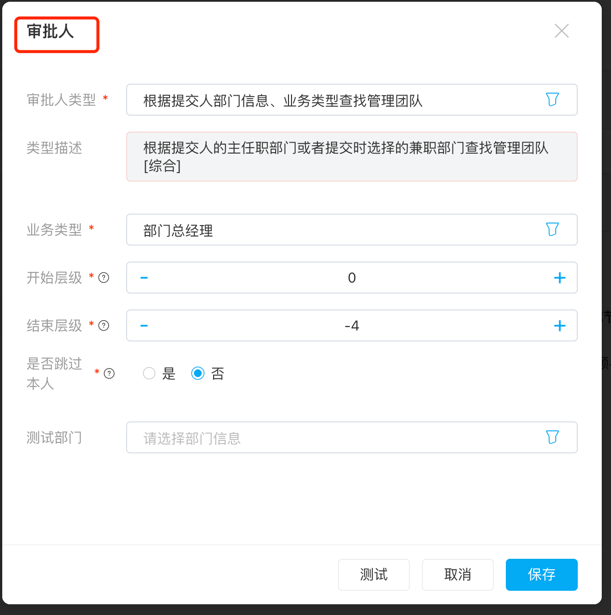 审批人
审批人类型 * 根据提交人部门信息、业务类型查找管理团队
类型描述 根据提交人的主任职部门或者提交时选择的兼职部门查找管理团队
[综合]
业务类型 * 部门总经理
开始层级 * ? - 0 +
结束层级 * ? - -4 +
是否跳过
本人 * ? 是 否
测试部门 请选择部门信息
测试 取消 保存